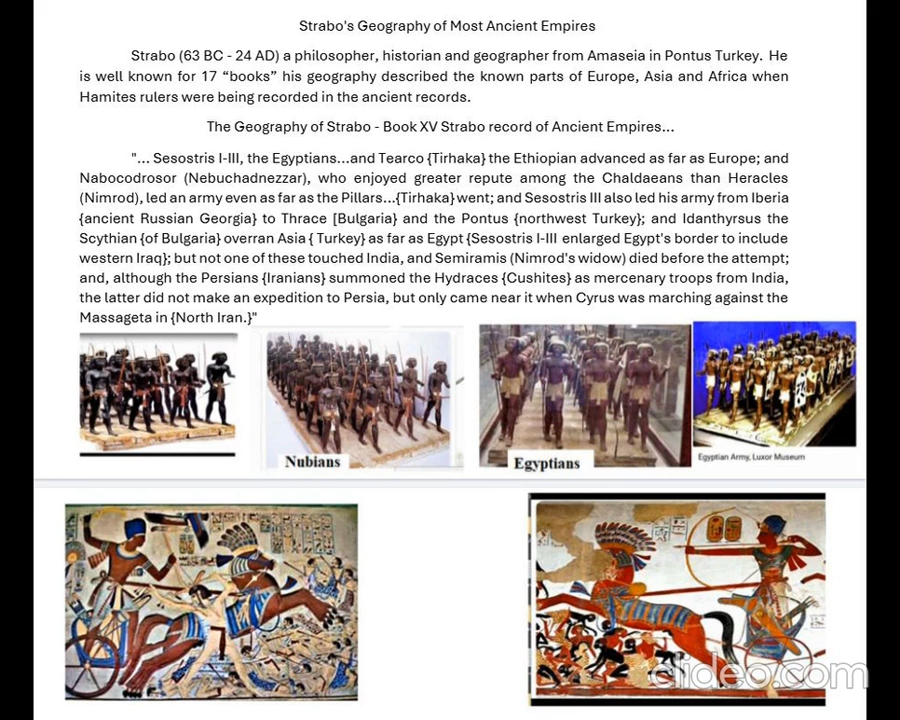 Strabo's Geography of Most Ancient Empires
Strabo (63 BC - 24 AD) a philosopher, historian and geographer from Amaseia in Pontus Turkey. He
is well known for 17 “books” his geography described the known parts of Europe, Asia and Africa when
Hamites rulers were being recorded in the ancient records.
The Geography of Strabo - Book XV Strabo record of Ancient Empires...
"... Sesostris I-III, the Egyptians...and Tearco {Tirhaka} the Ethiopian advanced as far as Europe; and
Nabocodrosor (Nebuchadnezzar), who enjoyed greater repute among the Chaldaeans than Heracles
(Nimrod), led an army even as far as the Pillars...{Tirhaka} went; and Sesostris III also led his army from Iberia
{ancient Russian Georgia} to Thrace [Bulgaria} and the Pontus {northwest Turkey}; and Idanthyrsus the
Scythian {of Bulgaria} overran Asia { Turkey} as far as Egypt {Sesostris I-III enlarged Egypt's border to include
western Iraq}; but not one of these touched India, and Semiramis (Nimrod's widow) died before the attempt;
and, although the Persians {Iranians} summoned the Hydraces {Cushites} as mercenary troops from India,
the latter did not make an expedition to Persia, but only came near it when Cyrus was marching against the
Massageta in {North Iran.}"
Nubians
Egyptians
Egyptian Army, Luxor Museum
clideo.com